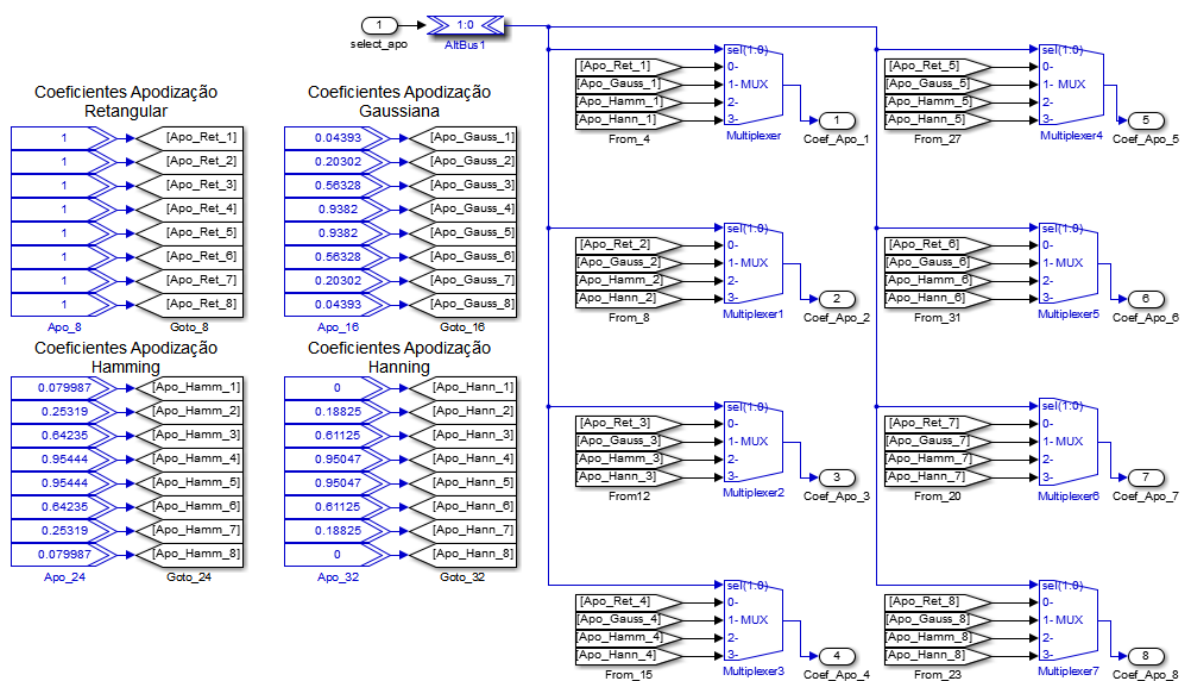 1
select_apo
1:0
AltBus1
Coeficientes Apodização
Retangular
1
[Apo_Ret_1]
1
[Apo_Ret_2]
1
[Apo_Ret_3]
1
[Apo_Ret_4]
1
[Apo_Ret_5]
1
[Apo_Ret_6]
1
[Apo_Ret_7]
1
[Apo_Ret_8]
Apo_8
Goto_8
Coeficientes Apodização
Gaussiana
0.04393
[Apo_Gauss_1]
0.20302
[Apo_Gauss_2]
0.56328
[Apo_Gauss_3]
0.9382
[Apo_Gauss_4]
0.9382
[Apo_Gauss_5]
0.56328
[Apo_Gauss_6]
0.20302
[Apo_Gauss_7]
0.04393
[Apo_Gauss_8]
Apo_16
Goto_16
Coeficientes Apodização
Hamming
0.079987
[Apo_Hamm_1]
0.25319
[Apo_Hamm_2]
0.64235
[Apo_Hamm_3]
0.95444
[Apo_Hamm_4]
0.95444
[Apo_Hamm_5]
0.64235
[Apo_Hamm_6]
0.25319
[Apo_Hamm_7]
0.079987
[Apo_Hamm_8]
Apo_24
Goto_24
Coeficientes Apodização
Hanning
0
[Apo_Hann_1]
0.18825
[Apo_Hann_2]
0.61125
[Apo_Hann_3]
0.95047
[Apo_Hann_4]
0.95047
[Apo_Hann_5]
0.61125
[Apo_Hann_6]
0.18825
[Apo_Hann_7]
0
[Apo_Hann_8]
Apo_32
Goto_32
sel(1:0)
[Apo_Ret_1]
0-
[Apo_Gauss_1]
1- MUX
[Apo_Hamm_1]
2-
[Apo_Hann_1]
3-
From_4
Multiplexer
1
Coef_Apo_1
sel(1:0)
[Apo_Ret_5]
0-
[Apo_Gauss_5]
1- MUX
[Apo_Hamm_5]
2-
[Apo_Hann_5]
3-
From_27
Multiplexer4
5
Coef_Apo_5
sel(1:0)
[Apo_Ret_2]
0-
[Apo_Gauss_2]
1- MUX
[Apo_Hamm_2]
2-
[Apo_Hann_2]
3-
From_8
Multiplexer1
2
Coef_Apo_2
sel(1:0)
[Apo_Ret_6]
0-
[Apo_Gauss_6]
1- MUX
[Apo_Hamm_6]
2-
[Apo_Hann_6]
3-
From_31
Multiplexer5
6
Coef_Apo_6
sel(1:0)
[Apo_Ret_3]
0-
[Apo_Gauss_3]
1- MUX
[Apo_Hamm_3]
2-
[Apo_Hann_3]
3-
From12
Multiplexer2
3
Coef_Apo_3
sel(1:0)
[Apo_Ret_7]
0-
[Apo_Gauss_7]
1- MUX
[Apo_Hamm_7]
2-
[Apo_Hann_7]
3-
From_20
Multiplexer6
7
Coef_Apo_7
sel(1:0)
[Apo_Ret_4]
0-
[Apo_Gauss_4]
1- MUX
[Apo_Hamm_4]
2-
[Apo_Hann_4]
3-
From_15
Multiplexer3
4
Coef_Apo_4
sel(1:0)
[Apo_Ret_8]
0-
[Apo_Gauss_8]
1- MUX
[Apo_Hamm_8]
2-
[Apo_Hann_8]
3-
From_23
Multiplexer7
8
Coef_Apo_8